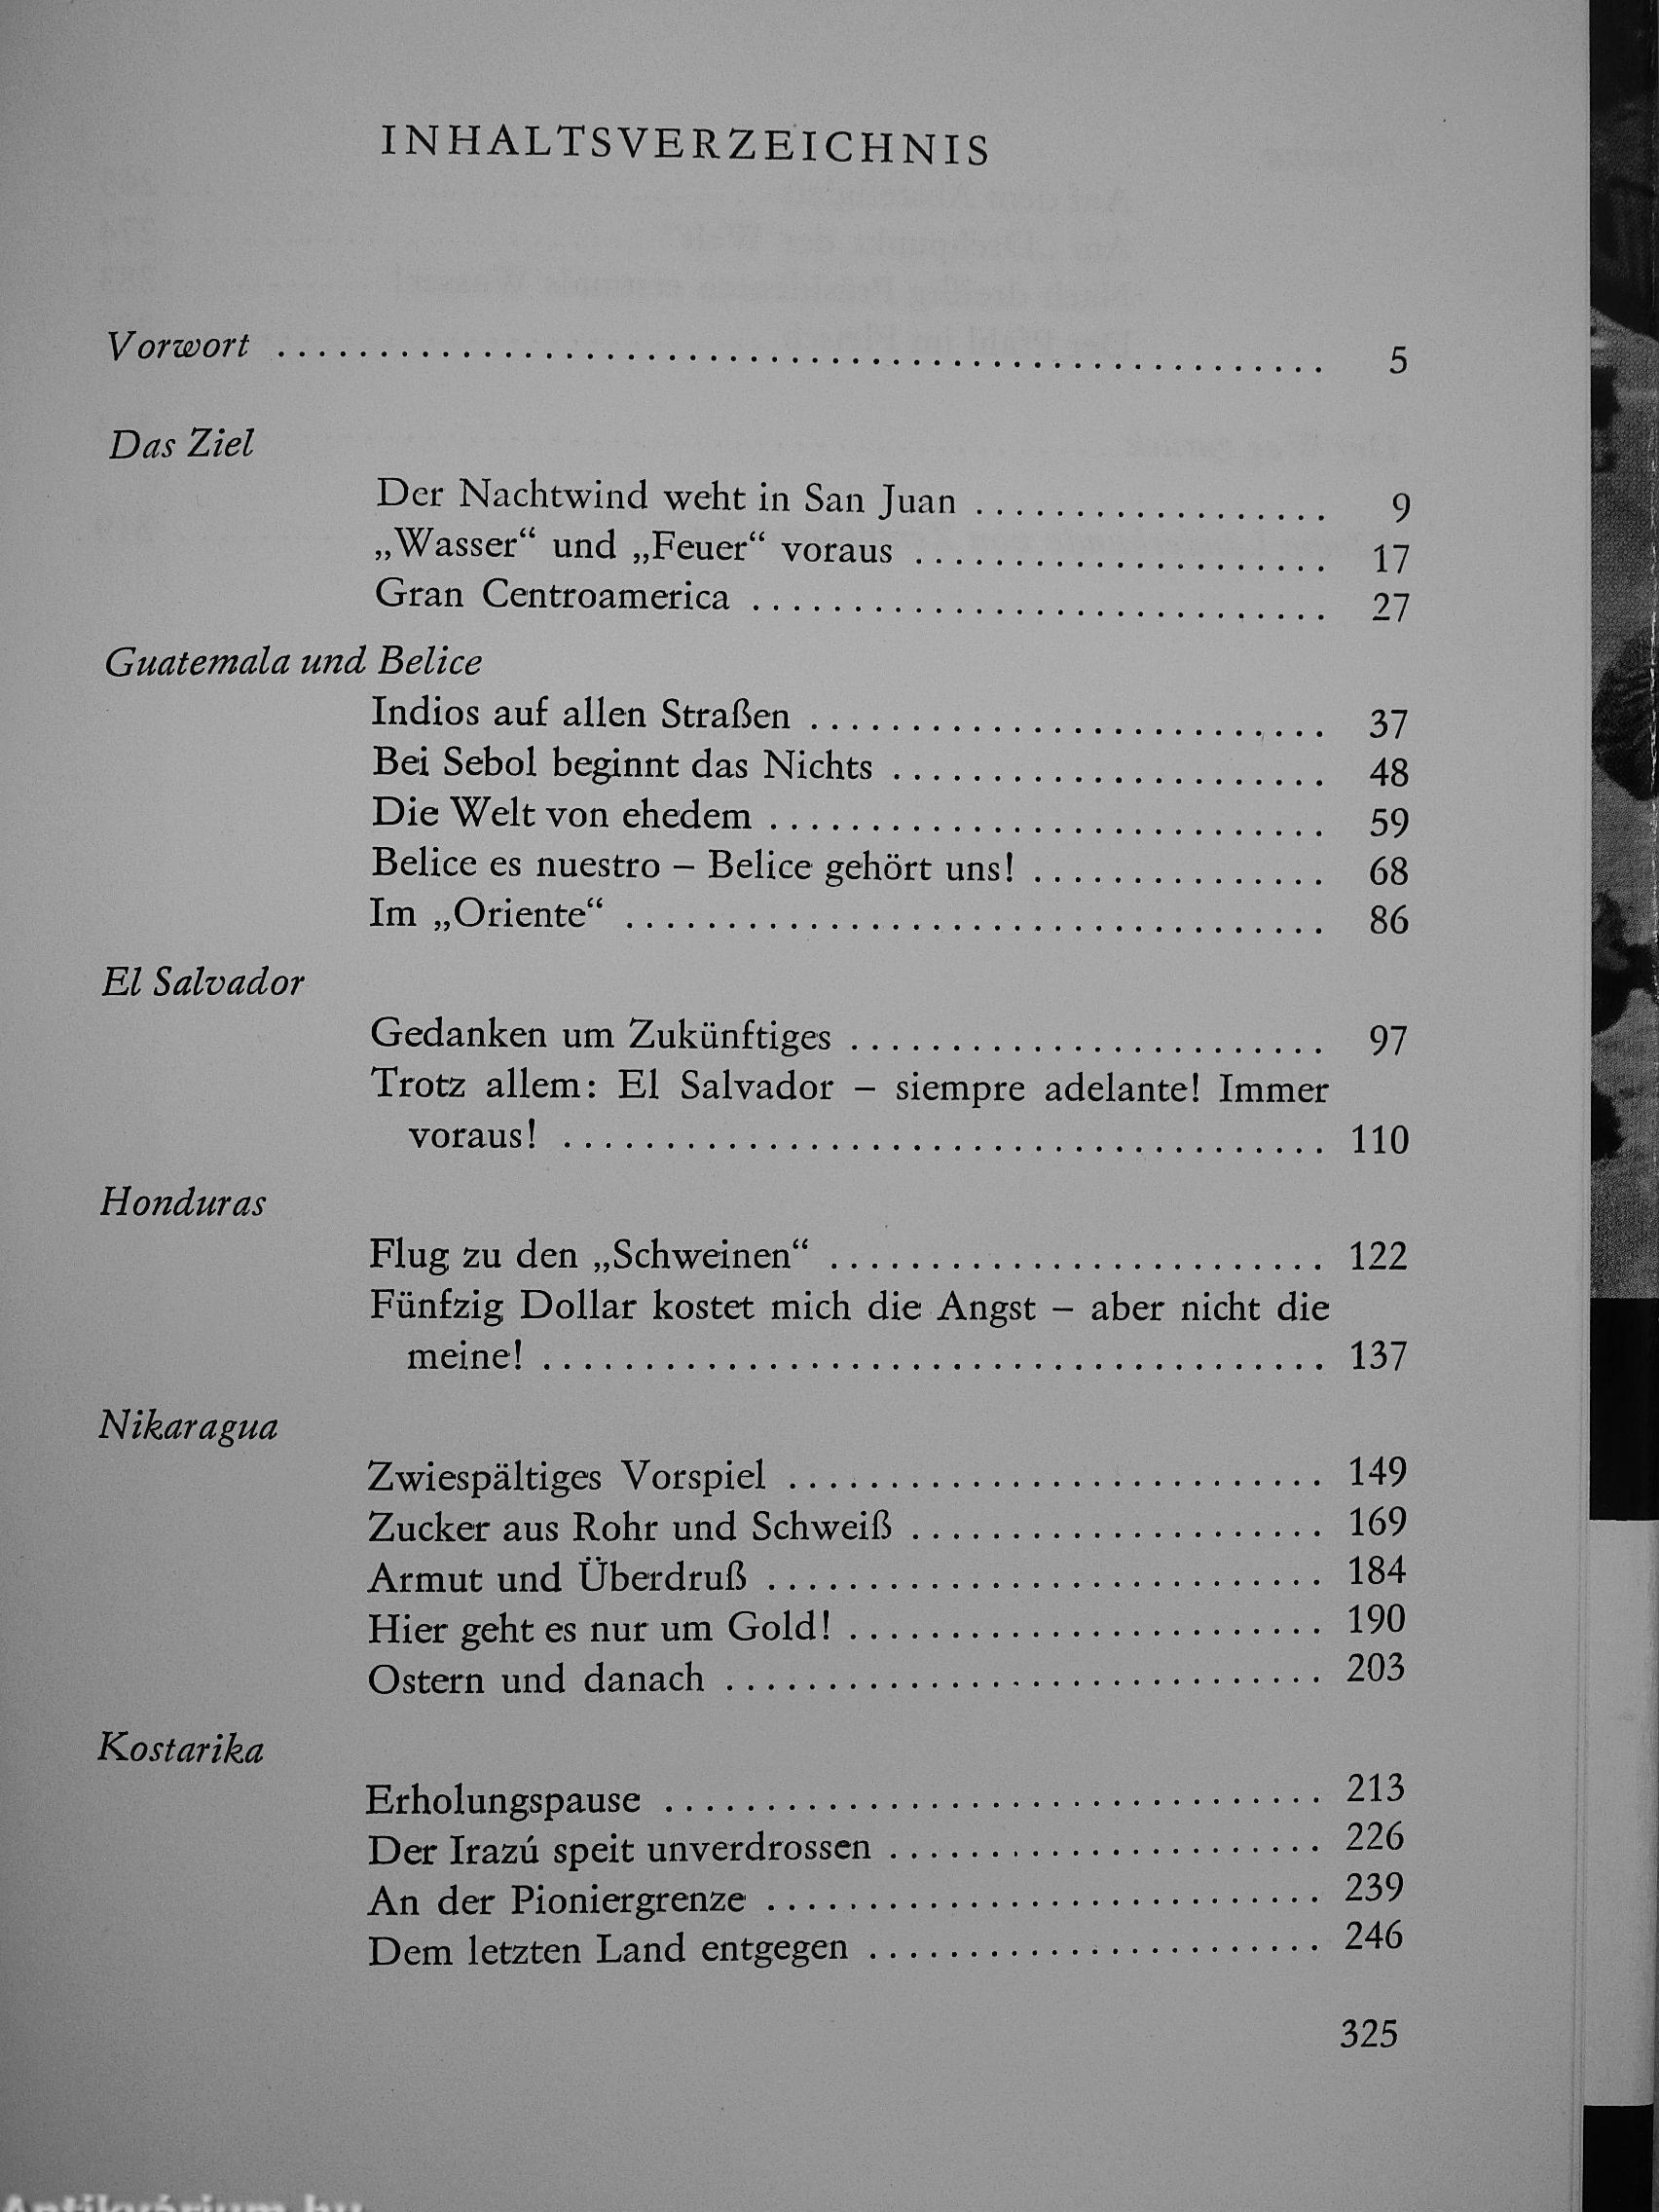 INHALTSVERZEICHNIS
Vorwort . . . . . . . . . . . . . . . . . . . . . . . . . . . . . . . . . . . . . . . . . . . . . . . . . . . 5
Das Ziel
Der Nachtwind weht in San Juan . . . . . . . . . . . . . . . . . . 9
„Wasser“ und „Feuer“ voraus . . . . . . . . . . . . . . . . . . . . . 17
Gran Centroamerica . . . . . . . . . . . . . . . . . . . . . . . . . . . . . 27
Guatemala und Belice
Indios auf allen Straßen . . . . . . . . . . . . . . . . . . . . . . . . . . 37
Bei Sebol beginnt das Nichts . . . . . . . . . . . . . . . . . . . . . . 48
Die Welt von ehedem . . . . . . . . . . . . . . . . . . . . . . . . . . . . 59
Belice es nuestro – Belice gehört uns! . . . . . . . . . . . . . . . 68
Im „Oriente“ . . . . . . . . . . . . . . . . . . . . . . . . . . . . . . . . . . . 86
El Salvador
Gedanken um Zukünftiges . . . . . . . . . . . . . . . . . . . . . . . . 97
Trotz allem: El Salvador – siempre adelante! Immer
voraus! . . . . . . . . . . . . . . . . . . . . . . . . . . . . . . . . . . . . . . 110
Honduras
Flug zu den „Schweinen“ . . . . . . . . . . . . . . . . . . . . . . . . . 122
Fünfzig Dollar kostet mich die Angst – aber nicht die
meine! . . . . . . . . . . . . . . . . . . . . . . . . . . . . . . . . . . . . . . . 137
Nikaragua
Zwiespältiges Vorspiel . . . . . . . . . . . . . . . . . . . . . . . . . . . 149
Zucker aus Rohr und Schweiß . . . . . . . . . . . . . . . . . . . . . 169
Armut und Überdruß . . . . . . . . . . . . . . . . . . . . . . . . . . . . 184
Hier geht es nur um Gold! . . . . . . . . . . . . . . . . . . . . . . . . 190
Ostern und danach . . . . . . . . . . . . . . . . . . . . . . . . . . . . . . 203
Kostarika
Erholungspause . . . . . . . . . . . . . . . . . . . . . . . . . . . . . . . . . 213
Der Irazú speit unverdrossen . . . . . . . . . . . . . . . . . . . . . . 226
An der Pioniergrenze . . . . . . . . . . . . . . . . . . . . . . . . . . . . 239
Dem letzten Land entgegen . . . . . . . . . . . . . . . . . . . . . . . 246
325
Antikvárium.hu